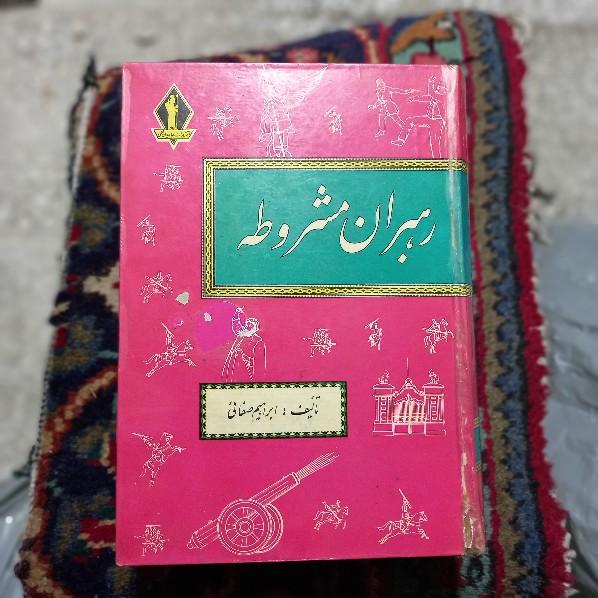 رهبران مشروطه
تألیف : ابراهیم صفائی